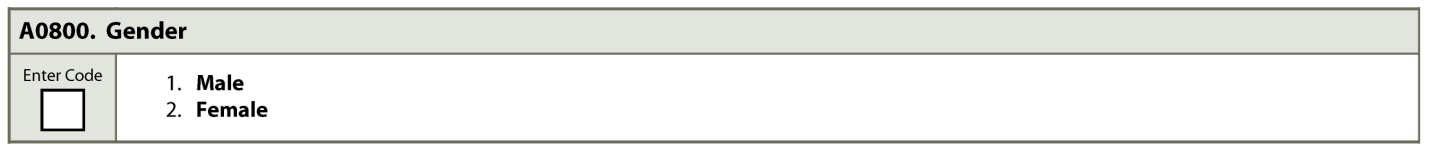 A0800. Gender
Enter Code
1. Male
2. Female